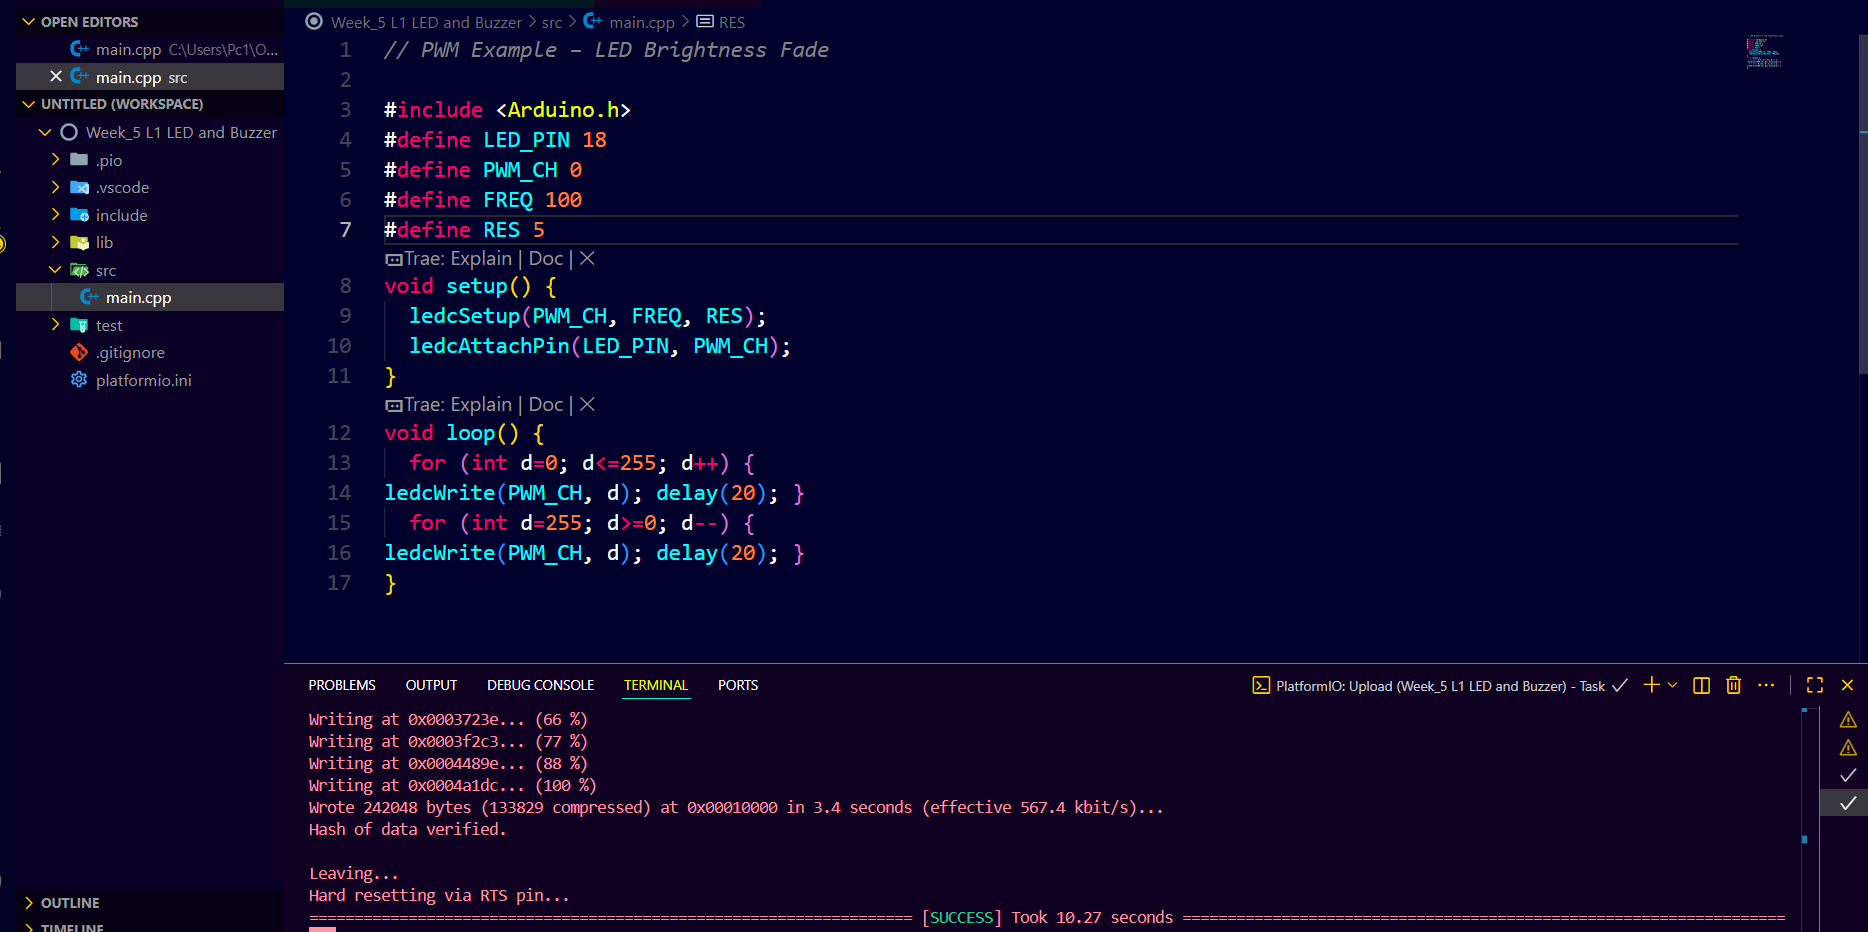 OPEN EDITORS
main.cpp C:\Users\Pc1\O...
main.cpp src
UNTITLED (WORKSPACE)
Week_5 L1 LED and Buzzer
.pio
.vscode
include
lib
src
main.cpp
test
.gitignore
platformio.ini
OUTLINE
TIMELINE
Week_5 L1 LED and Buzzer > src > main.cpp > RES
1 // PWM Example – LED Brightness Fade
2
3 #include <Arduino.h>
4 #define LED_PIN 18
5 #define PWM_CH 0
6 #define FREQ 100
7 #define RES 5
Trae: Explain | Doc | X
8 void setup() {
9 ledcSetup(PWM_CH, FREQ, RES);
10 ledcAttachPin(LED_PIN, PWM_CH);
11 }
Trae: Explain | Doc | X
12 void loop() {
13 for (int d=0; d<=255; d++) {
14 ledcWrite(PWM_CH, d); delay(20); }
15 for (int d=255; d>=0; d--) {
16 ledcWrite(PWM_CH, d); delay(20); }
17 }
PROBLEMS OUTPUT DEBUG CONSOLE TERMINAL PORTS
PlatformIO: Upload (Week_5 L1 LED and Buzzer) - Task
Writing at 0x0003723e... (66 %)
Writing at 0x0003f2c3... (77 %)
Writing at 0x0004489e... (88 %)
Writing at 0x0004a1dc... (100 %)
Wrote 242048 bytes (133829 compressed) at 0x00010000 in 3.4 seconds (effective 567.4 kbit/s)...
Hash of data verified.
Leaving...
Hard resetting via RTS pin...
=================================================================== [SUCCESS] Took 10.27 seconds ===================================================================